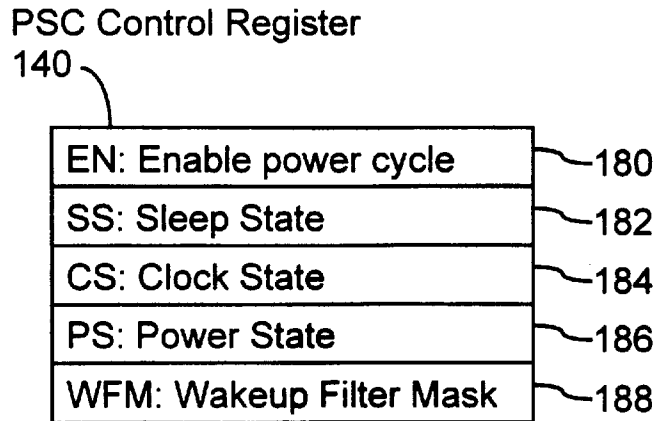 PSC Control Register
140
EN: Enable power cycle 180
SS: Sleep State 182
CS: Clock State 184
PS: Power State 186
WFM: Wakeup Filter Mask 188